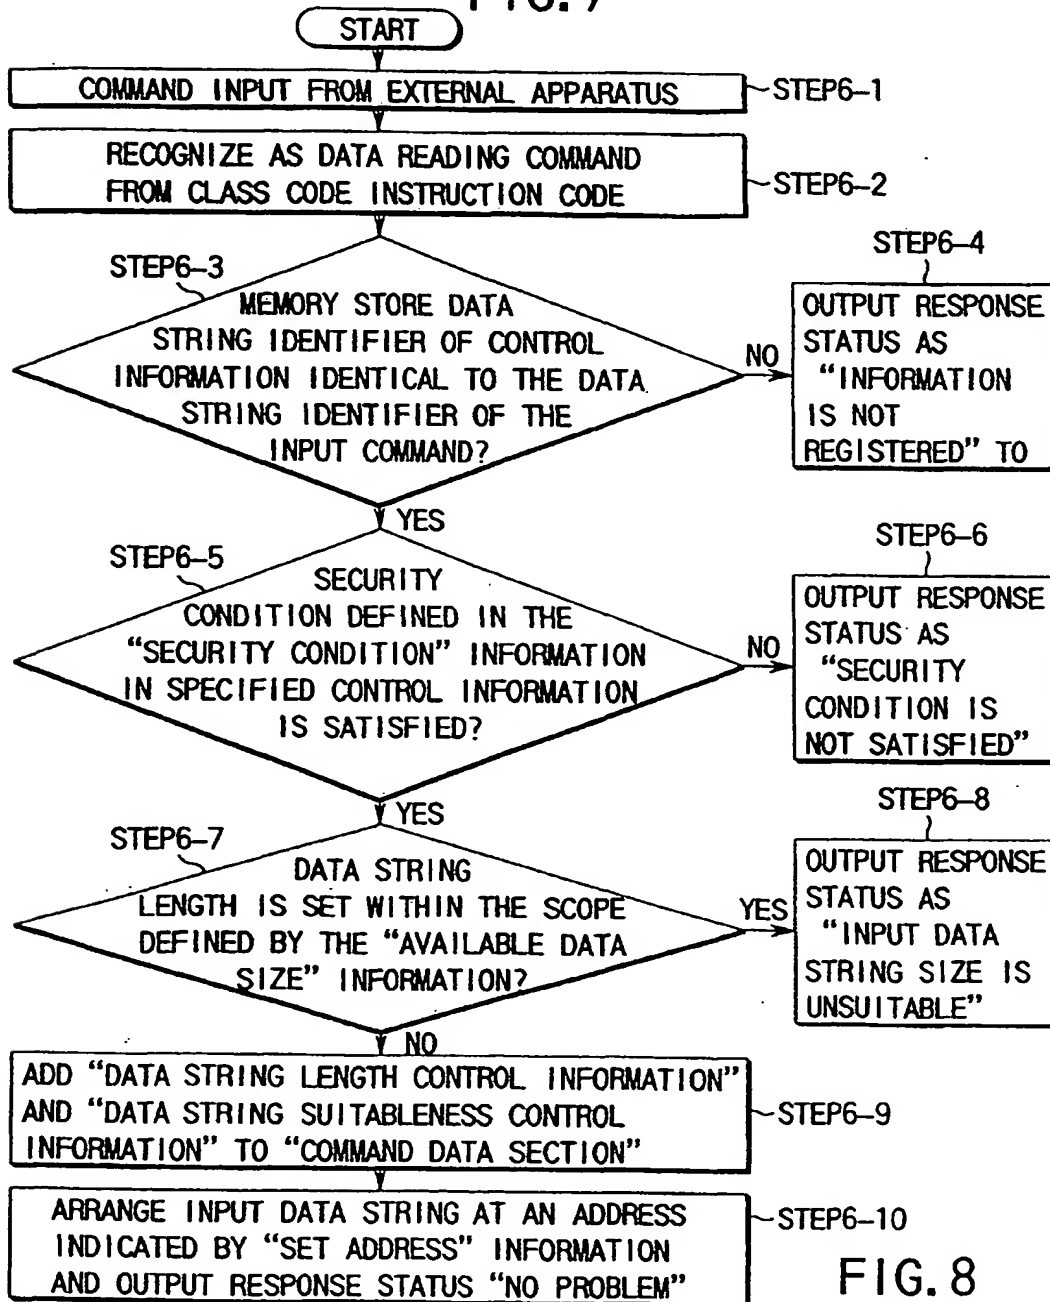 FIG. 7
START
COMMAND INPUT FROM EXTERNAL APPARATUS
STEP6-1
RECOGNIZE AS DATA READING COMMAND
FROM CLASS CODE INSTRUCTION CODE
STEP6-2
STEP6-3
MEMORY STORE DATA
STRING IDENTIFIER OF CONTROL
INFORMATION IDENTICAL TO THE DATA
STRING IDENTIFIER OF THE
INPUT COMMAND?
NO
STEP6-4
OUTPUT RESPONSE
STATUS AS
“INFORMATION
IS NOT
REGISTERED” TO
YES
STEP6-5
SECURITY
CONDITION DEFINED IN THE
“SECURITY CONDITION” INFORMATION
IN SPECIFIED CONTROL INFORMATION
IS SATISFIED?
NO
STEP6-6
OUTPUT RESPONSE
STATUS AS
“SECURITY
CONDITION IS
NOT SATISFIED”
YES
STEP6-7
DATA STRING
LENGTH IS SET WITHIN THE SCOPE
DEFINED BY THE “AVAILABLE DATA
SIZE” INFORMATION?
YES
STEP6-8
OUTPUT RESPONSE
STATUS AS
“INPUT DATA
STRING SIZE IS
UNSUITABLE”
NO
ADD “DATA STRING LENGTH CONTROL INFORMATION”
AND “DATA STRING SUITABLENESS CONTROL
INFORMATION” TO “COMMAND DATA SECTION”
STEP6-9
ARRANGE INPUT DATA STRING AT AN ADDRESS
INDICATED BY “SET ADDRESS” INFORMATION
AND OUTPUT RESPONSE STATUS “NO PROBLEM”
STEP6-10
FIG. 8